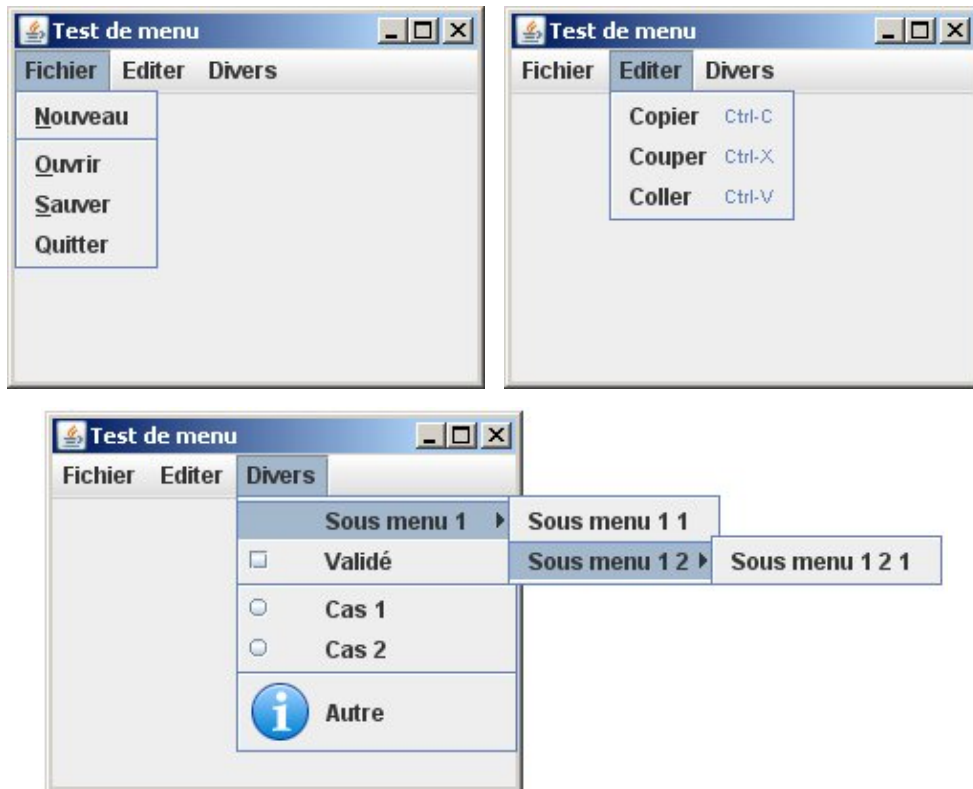 Test de menu
Fichier Editer Divers
Nouveau
Ouvrir
Sauver
Quitter
Test de menu
Fichier Editer Divers
Copier Ctrl-C
Couper Ctrl-X
Coller Ctrl-V
Test de menu
Fichier Editer Divers
Sous menu 1 Sous menu 1 1
Validé Sous menu 1 2 Sous menu 1 2 1
Cas 1
Cas 2
Autre